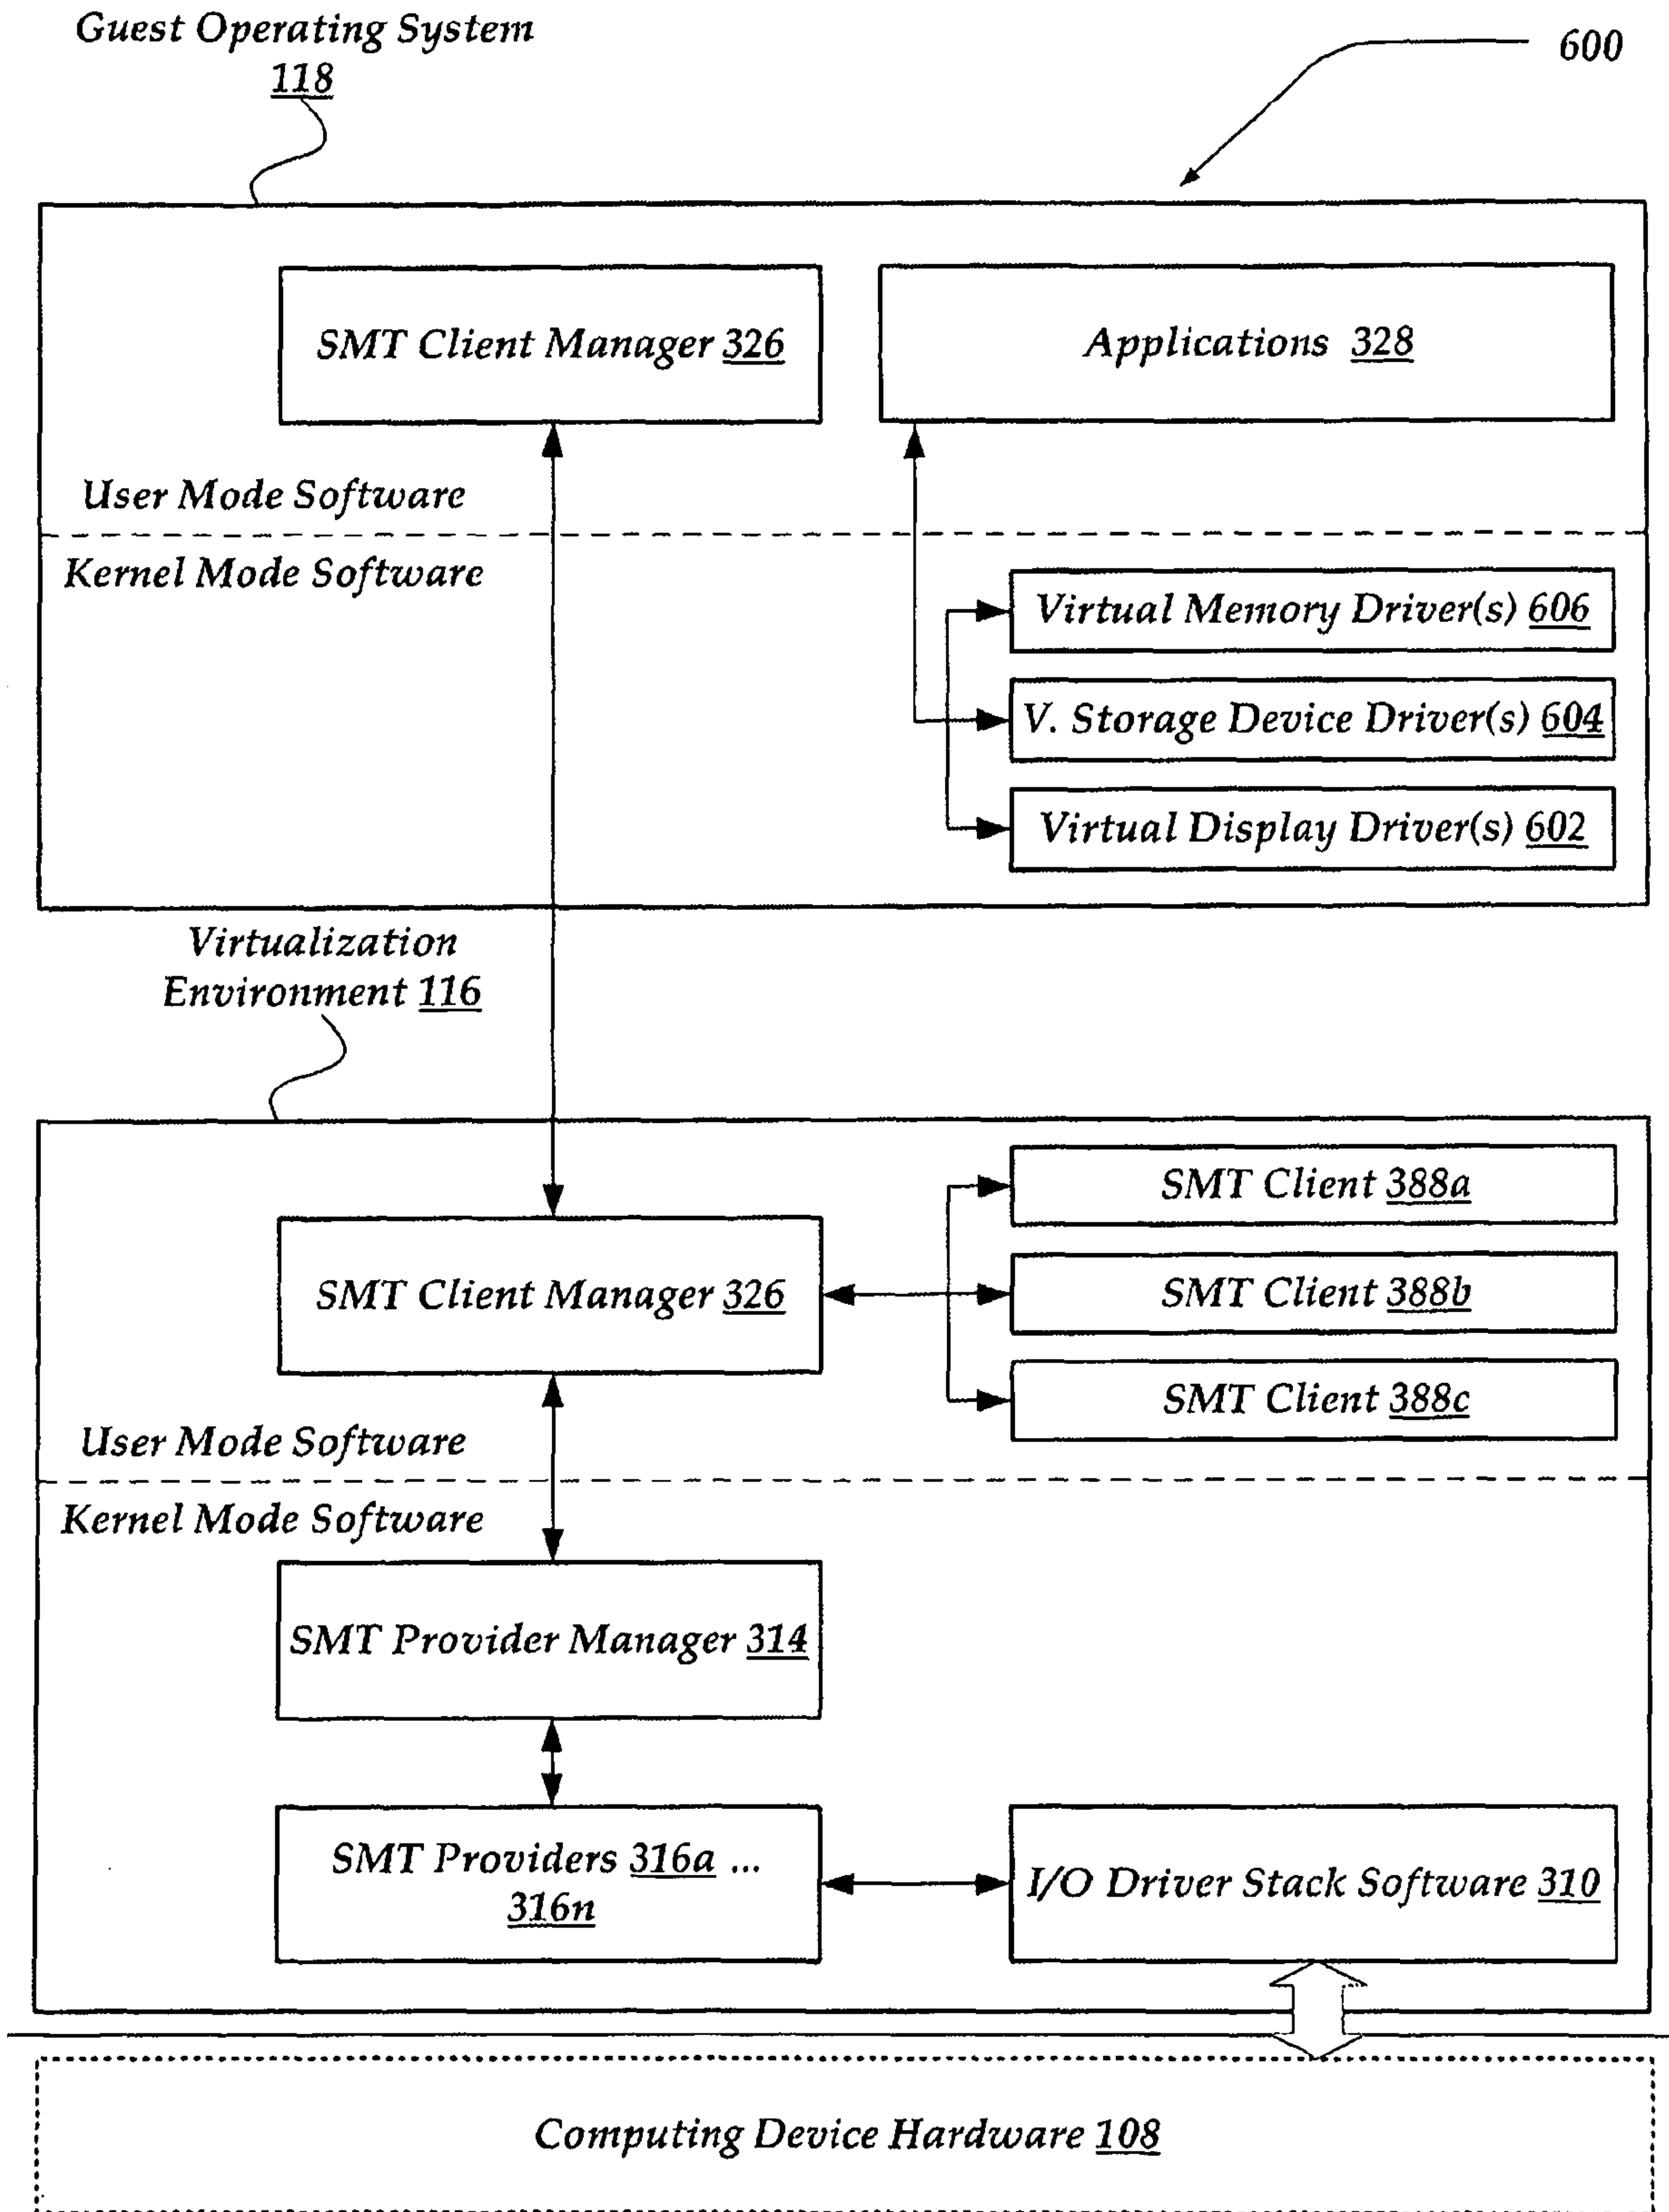 Guest Operating System
118
600
SMT Client Manager 326
Applications 328
User Mode Software
Kernel Mode Software
Virtual Memory Driver(s) 606
V. Storage Device Driver(s) 604
Virtual Display Driver(s) 602
Virtualization
Environment 116
SMT Client 388a
SMT Client Manager 326
SMT Client 388b
SMT Client 388c
User Mode Software
Kernel Mode Software
SMT Provider Manager 314
SMT Providers 316a ...
316n
I/O Driver Stack Software 310
Computing Device Hardware 108